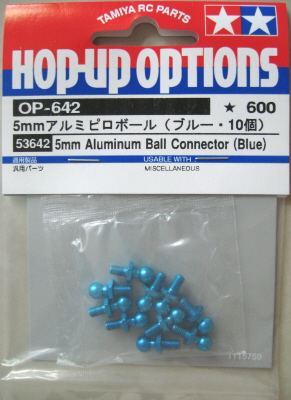 TAMIYA RC PARTS
HOP-UP OPTIONS
OP-642 ★ 600
5mmアルミピロボール（ブルー・10個）
53642 5mm Aluminum Ball Connector (Blue)
適用製品 USABLE WITH
汎用パーツ MISCELLANEOUS